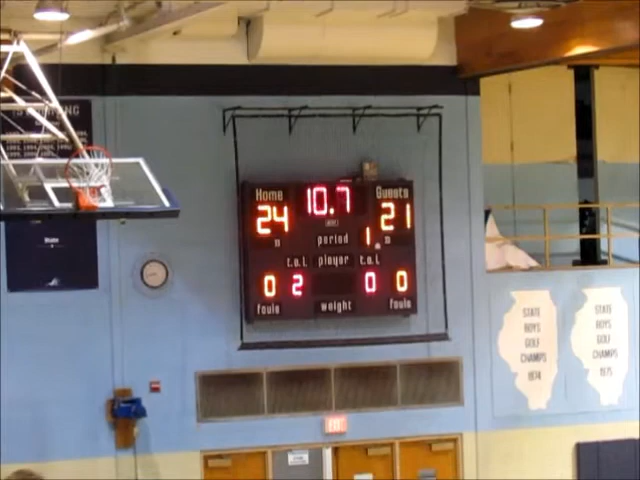 Home 10.7 Guests
24 21
period 1
t.o.l. player t.o.l.
0 2 0 0
fouls weight fouls
STATE
BOYS
GOLF
CHAMPS
1974
STATE
BOYS
GOLF
CHAMPS
1975
EXIT